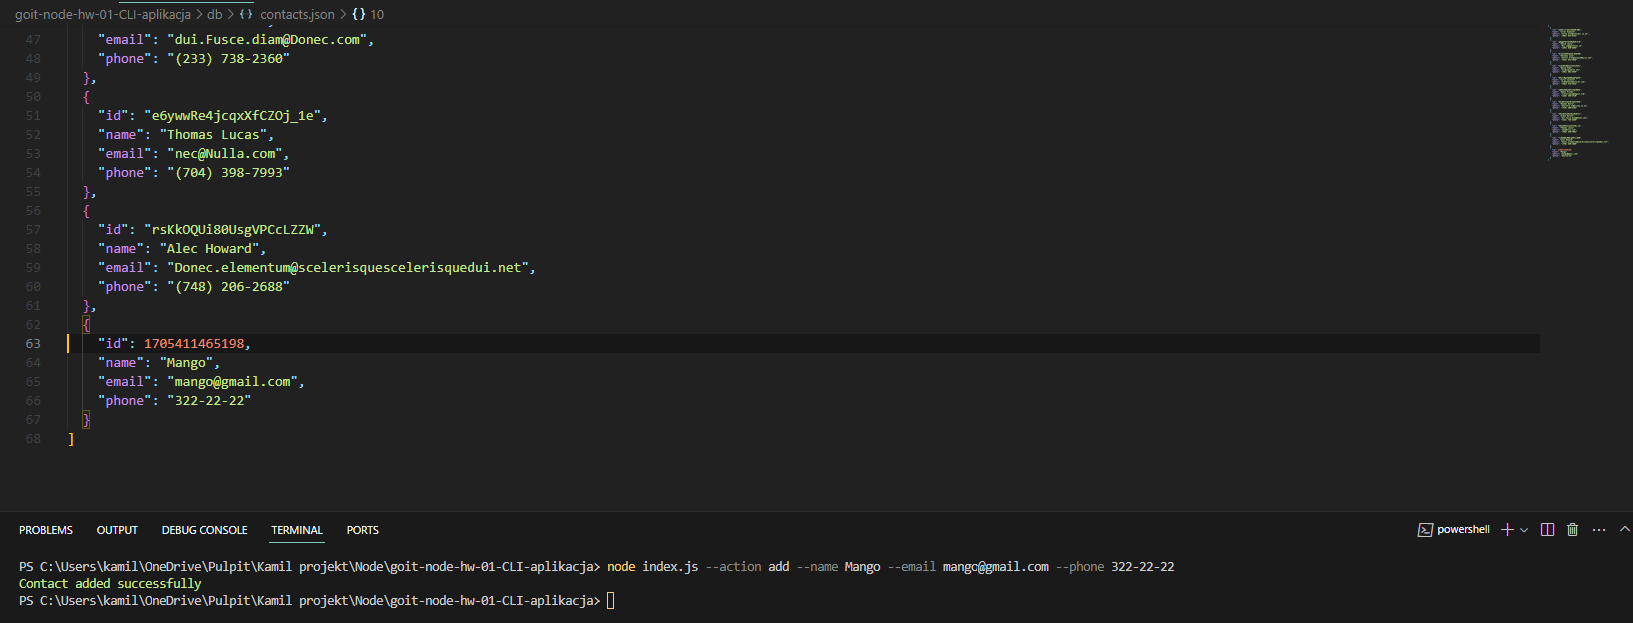 goit-node-hw-01-CLI-aplikacja > db > {} contacts.json > {} 10
47 "email": "dui.Fusce.diam@Donec.com",
48 "phone": "(233) 738-2360"
49 },
50 {
51 "id": "e6ywwRe4jcqxXfCZOj_1e",
52 "name": "Thomas Lucas",
53 "email": "nec@Nulla.com",
54 "phone": "(704) 398-7993"
55 },
56 {
57 "id": "rsKkOQUi80UsgVPCcLZZW",
58 "name": "Alec Howard",
59 "email": "Donec.elementum@scelerisquescelerisquedui.net",
60 "phone": "(748) 206-2688"
61 },
62 {
63 "id": 1705411465198,
64 "name": "Mango",
65 "email": "mango@gmail.com",
66 "phone": "322-22-22"
67 }
68 ]
PROBLEMS OUTPUT DEBUG CONSOLE TERMINAL PORTS powershell
PS C:\Users\kamil\OneDrive\Pulpit\Kamil projekt\Node\goit-node-hw-01-CLI-aplikacja> node index.js --action add --name Mango --email mango@gmail.com --phone 322-22-22
Contact added successfully
PS C:\Users\kamil\OneDrive\Pulpit\Kamil projekt\Node\goit-node-hw-01-CLI-aplikacja>